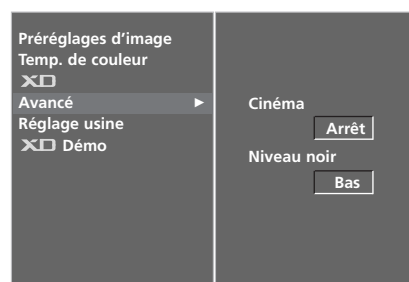 Préréglages d’image
Temp. de couleur
XD
Avancé ►
Réglage usine
XD Démo
Cinéma
Arrêt
Niveau noir
Bas